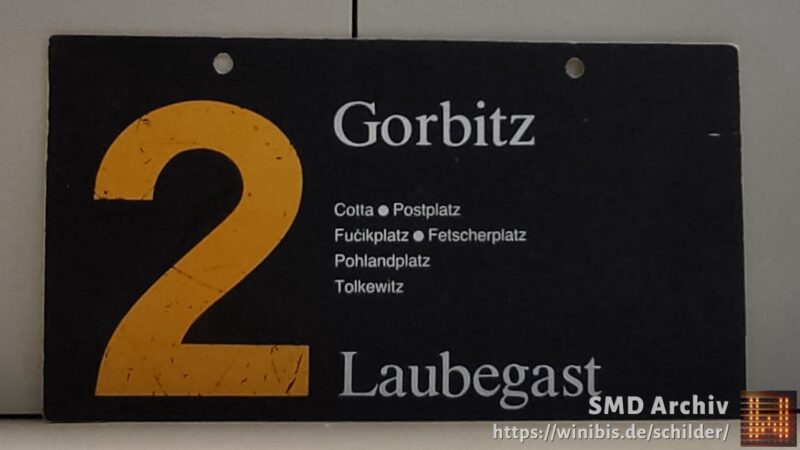 2
Gorbitz
Cotta ● Postplatz
Fučikplatz ● Fetscherplatz
Pohlandplatz
Tolkewitz
Laubegast
SMD Archiv
https://winibis.de/schilder/